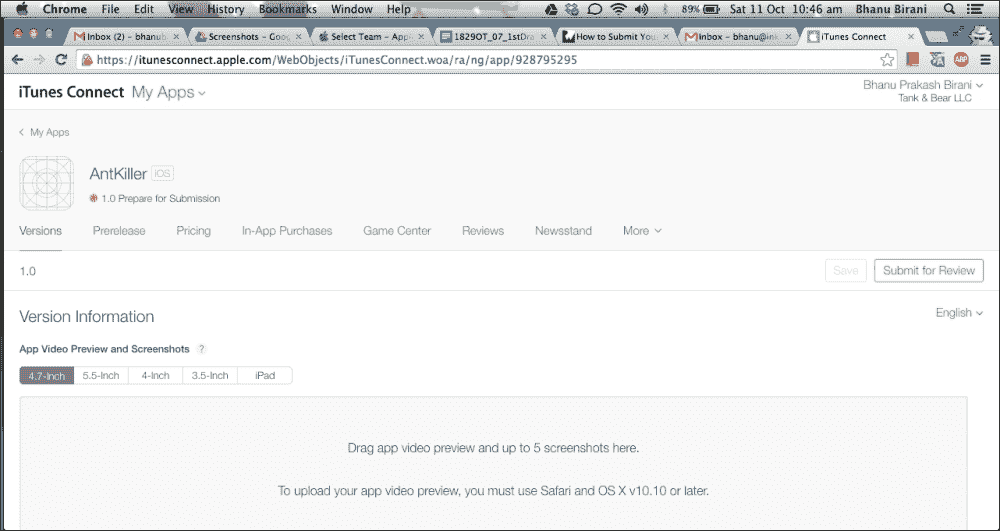 Chrome File Edit View History Bookmarks Window Help 89% Sat 11 Oct 10:46 am Bhanu Birani
Inbox (2) – bhanub Screenshots – Goo Select Team – Appl 1829OT_07_1stDra How to Submit You Inbox – bhanu@in iTunes Connect
https://itunesconnect.apple.com/WebObjects/iTunesConnect.woa/ra/ng/app/928795295
ABP
iTunes Connect My Apps
Bhanu Prakash Birani
Tank & Bear LLC
My Apps
AntKiller iOS
1.0 Prepare for Submission
Versions Prerelease Pricing In-App Purchases Game Center Reviews Newsstand More
1.0 Save Submit for Review
Version Information English
App Video Preview and Screenshots ?
4.7-Inch 5.5-Inch 4-Inch 3.5-Inch iPad
Drag app video preview and up to 5 screenshots here.
To upload your app video preview, you must use Safari and OS X v10.10 or later.